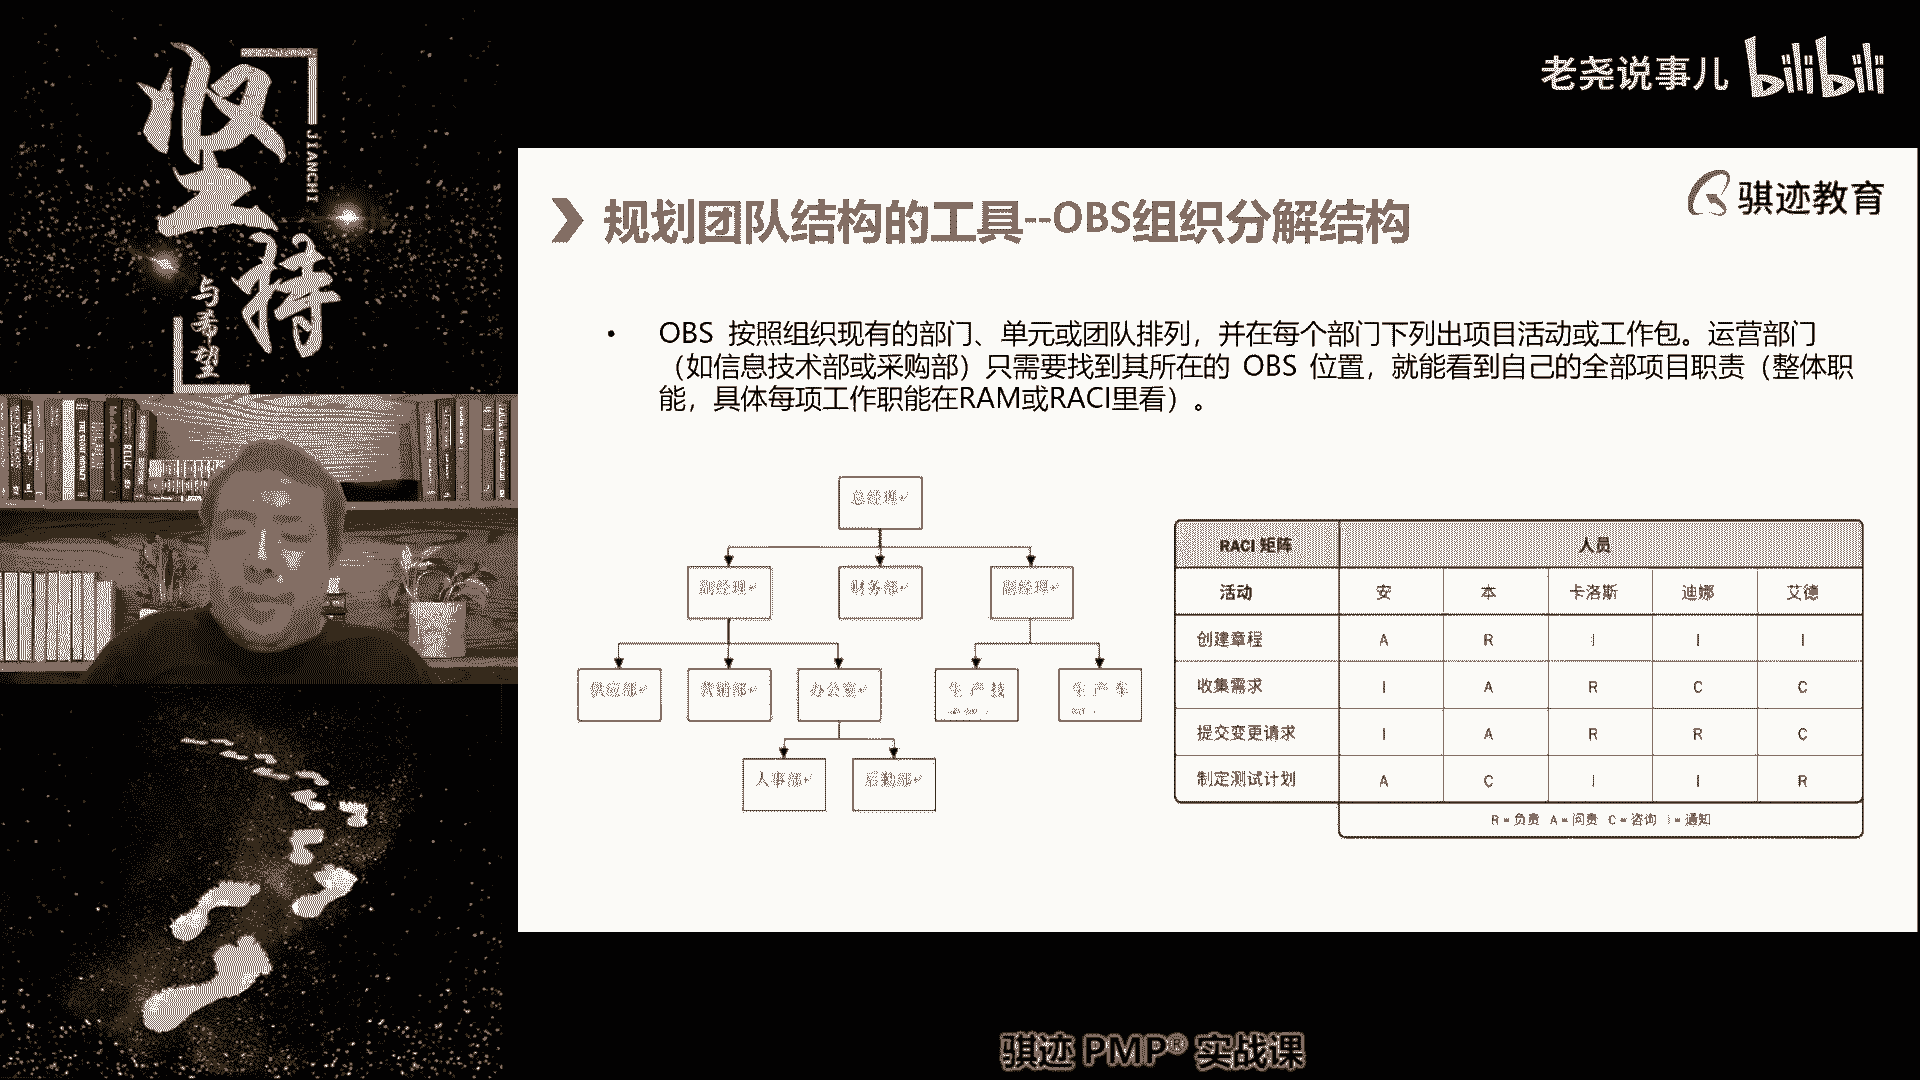 坚持
JIANCHI
与希望
老尧说事儿 bilibili
骐迹教育
规划团队结构的工具--OBS组织分解结构
• OBS 按照组织现有的部门、单元或团队排列，并在每个部门下列出项目活动或工作包。运营部门
（如信息技术部或采购部）只需要找到其所在的 OBS 位置，就能看到自己的全部项目职责（整体职
能，具体每项工作职能在RAM或RACI里看）。
总经理
副经理 财务部 副经理
供应部 营销部 办公室 生产技 生产车
人事部 后勤部
RACI 矩阵 人员
活动 安 本 卡洛斯 迪娜 艾德
创建章程 A R I I I
收集需求 I A R C C
提交变更请求 I A R R C
制定测试计划 A C I I R
R = 负责 A = 问责 C = 咨询 I = 通知
骐迹 PMP® 实战课